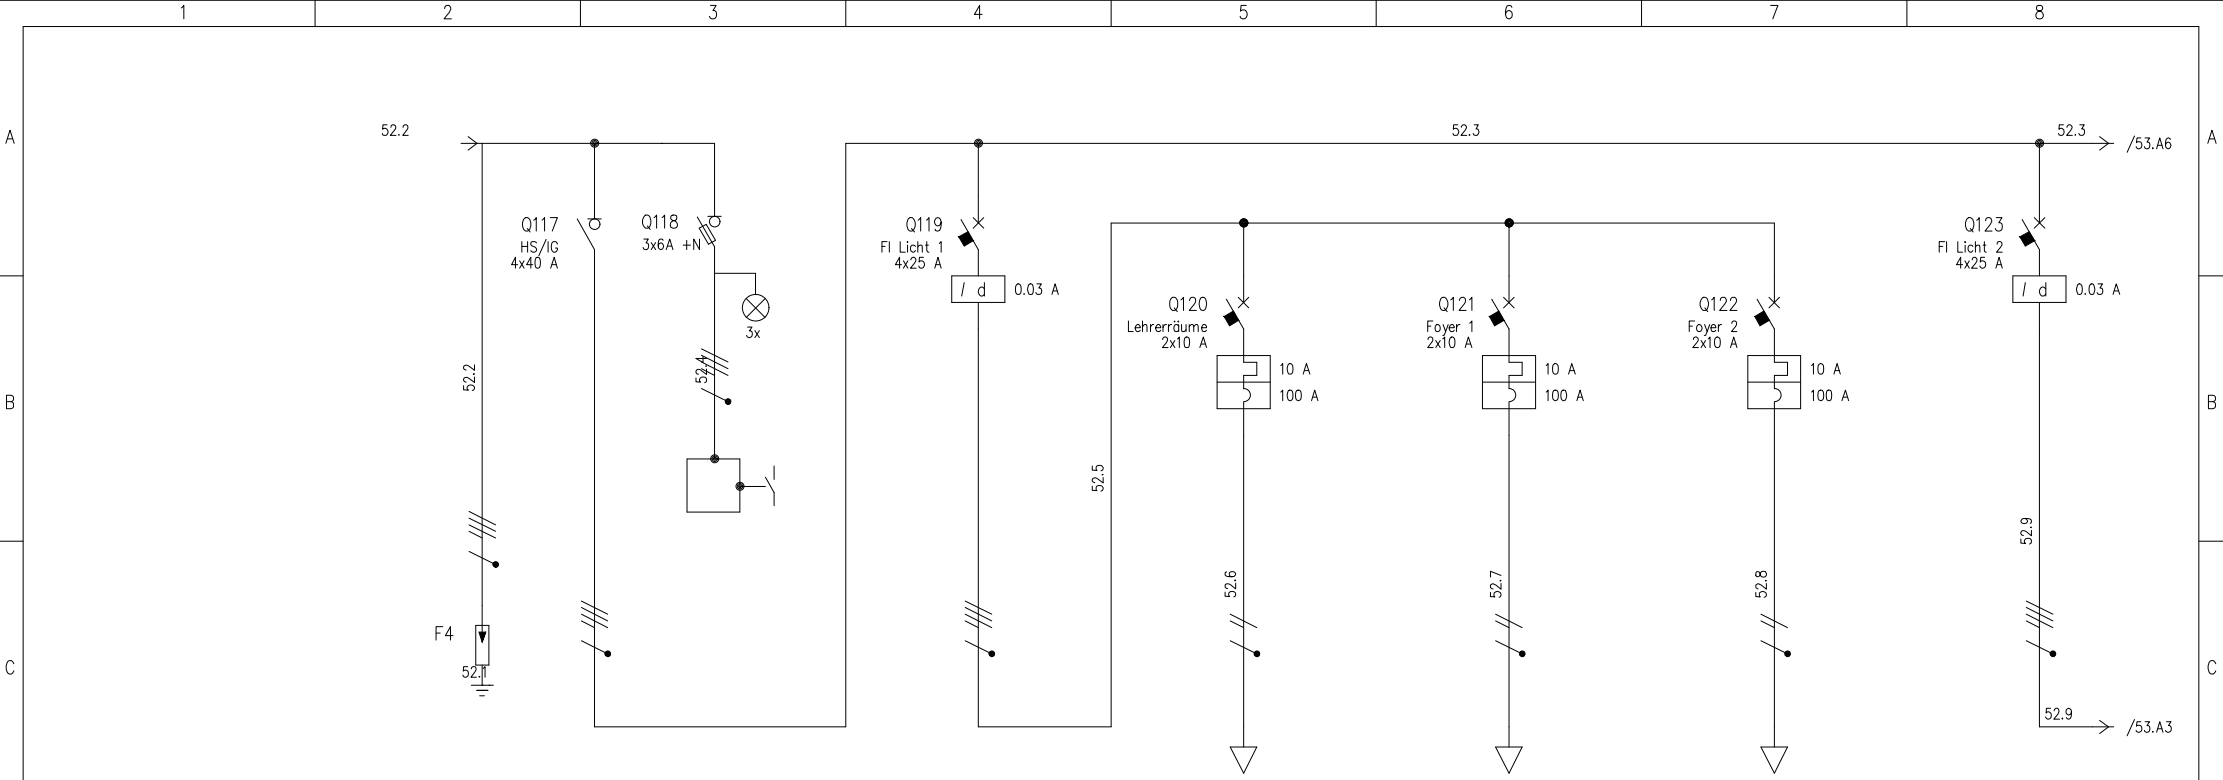 1 2 3 4 5 6 7 8
A A
52.2 52.3 52.3 /53.A6
Q117
HS/IG
4x40 A
Q118
3x6A +N
Q119
FI Licht 1
4x25 A
Q123
FI Licht 2
4x25 A
I d 0.03 A
I d 0.03 A
3x
Q120
Lehrerräume
2x10 A
Q121
Foyer 1
2x10 A
Q122
Foyer 2
2x10 A
10 A
100 A
10 A
100 A
10 A
100 A
B B
52.2
52.4
52.5
52.9
52.6
52.7
52.8
F4
52.1
C C
52.9 /53.A3